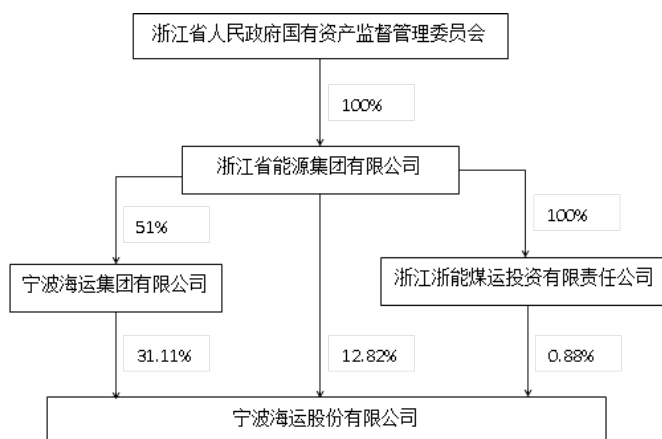 浙江省人民政府国有资产监督管理委员会
100%
浙江省能源集团有限公司
51%
100%
宁波海运集团有限公司
浙江浙能煤运投资有限责任公司
31.11%
12.82%
0.88%
宁波海运股份有限公司